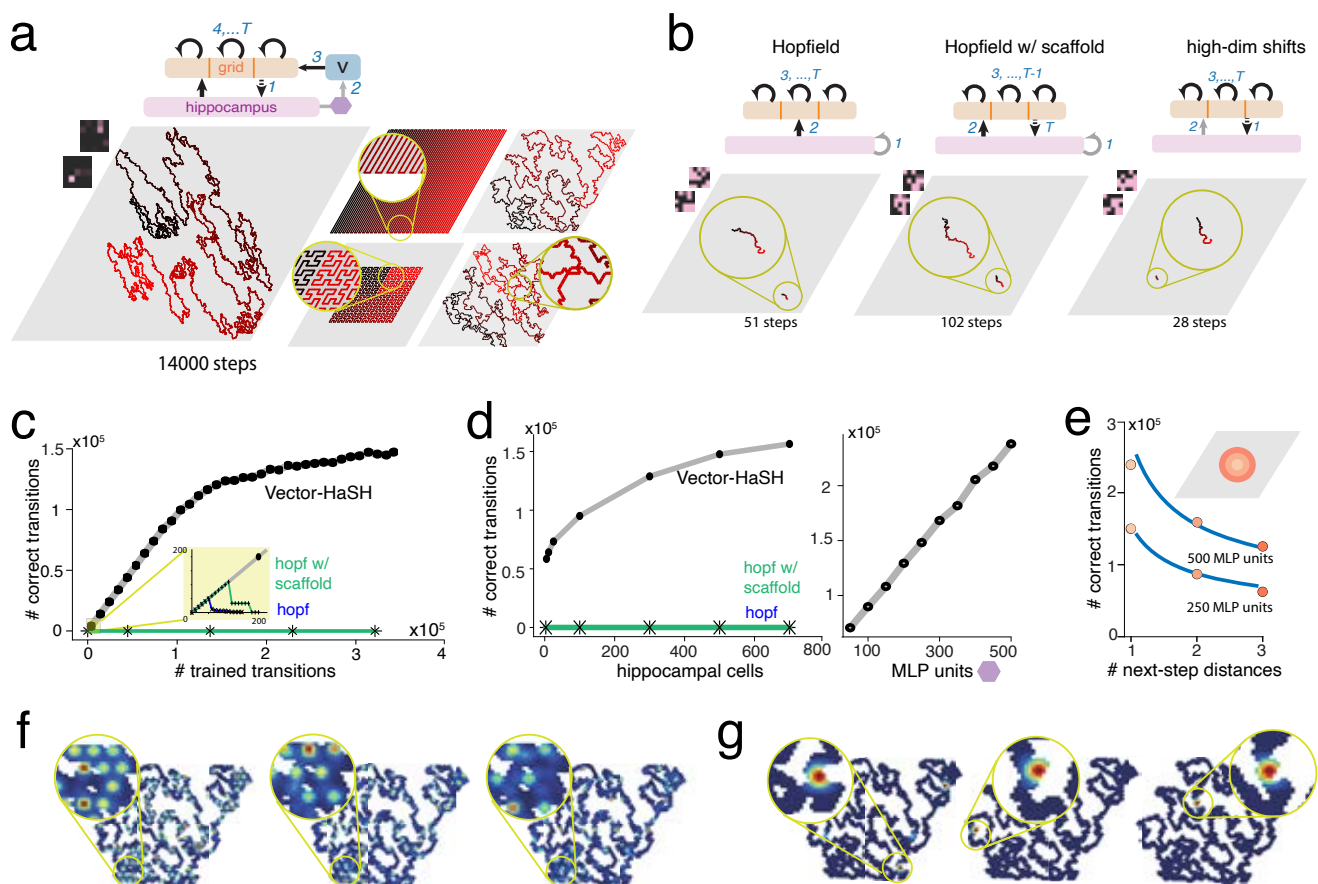 a
4,...T
grid
3
V
1
2
hippocampus
14000 steps
b
Hopfield
Hopfield w/ scaffold
high-dim shifts
3, ...,T
3, ...,T-1
3,...,T
2
1
2
T
1
2
1
51 steps
102 steps
28 steps
c
x10⁵
1.5
1
0.5
0
# correct transitions
Vector-HaSH
200
0
0
200
hopf w/
scaffold
hopf
0
1
2
3
4
x10⁵
# trained transitions
d
x10⁵
1.5
1
0.5
0
# correct transitions
Vector-HaSH
hopf w/
scaffold
hopf
0
200
400
600
800
hippocampal cells
x10⁵
2
1
100
300
500
MLP units
e
x10⁵
3
2
1
0
# correct transitions
500 MLP units
250 MLP units
1
2
3
# next-step distances
f
g